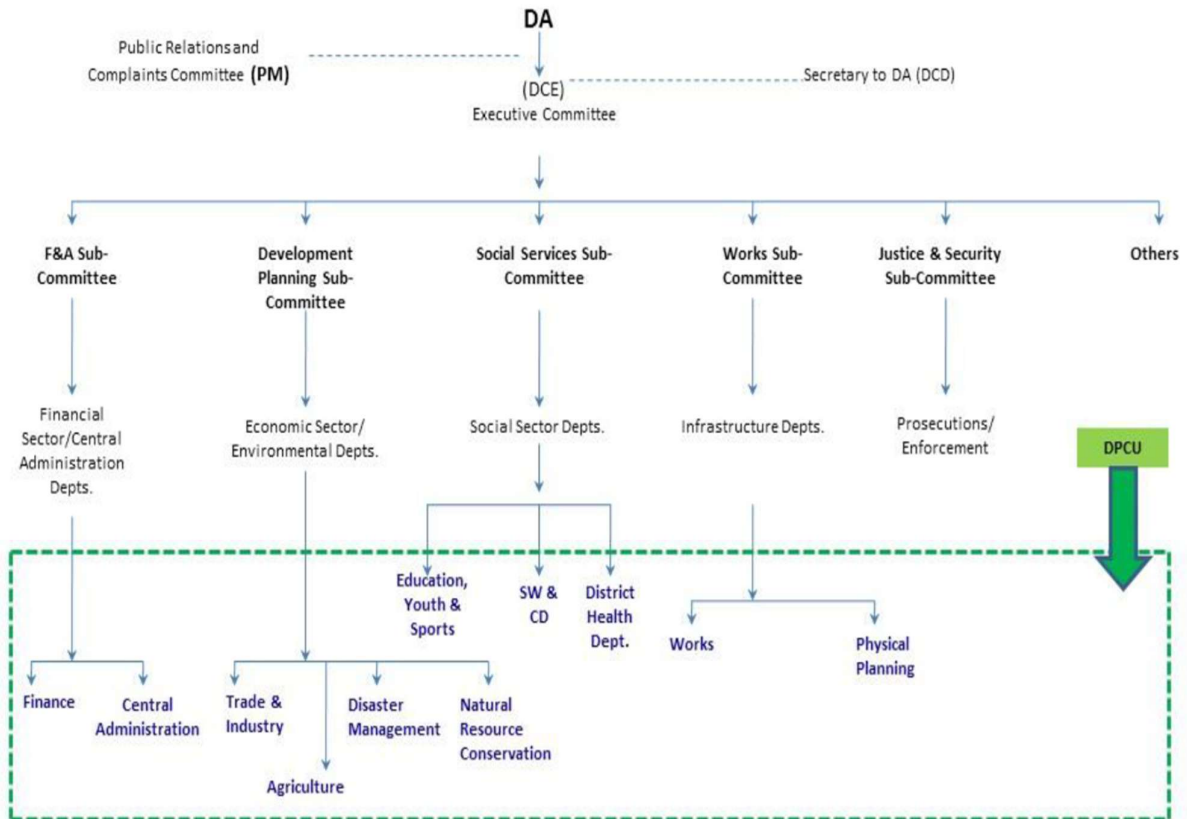 DA
Public Relations and
Complaints Committee (PM)
Secretary to DA (DCD)
(DCE)
Executive Committee
F&A Sub-
Committee
Development
Planning Sub-
Committee
Social Services Sub-
Committee
Works Sub-
Committee
Justice & Security
Sub-Committee
Others
Financial
Sector/Central
Administration
Depts.
Economic Sector/
Environmental Depts.
Social Sector Depts.
Infrastructure Depts.
Prosecutions/
Enforcement
DPCU
Education,
Youth &
Sports
SW &
CD
District
Health
Dept.
Works
Physical
Planning
Finance
Central
Administration
Trade &
Industry
Disaster
Management
Natural
Resource
Conservation
Agriculture